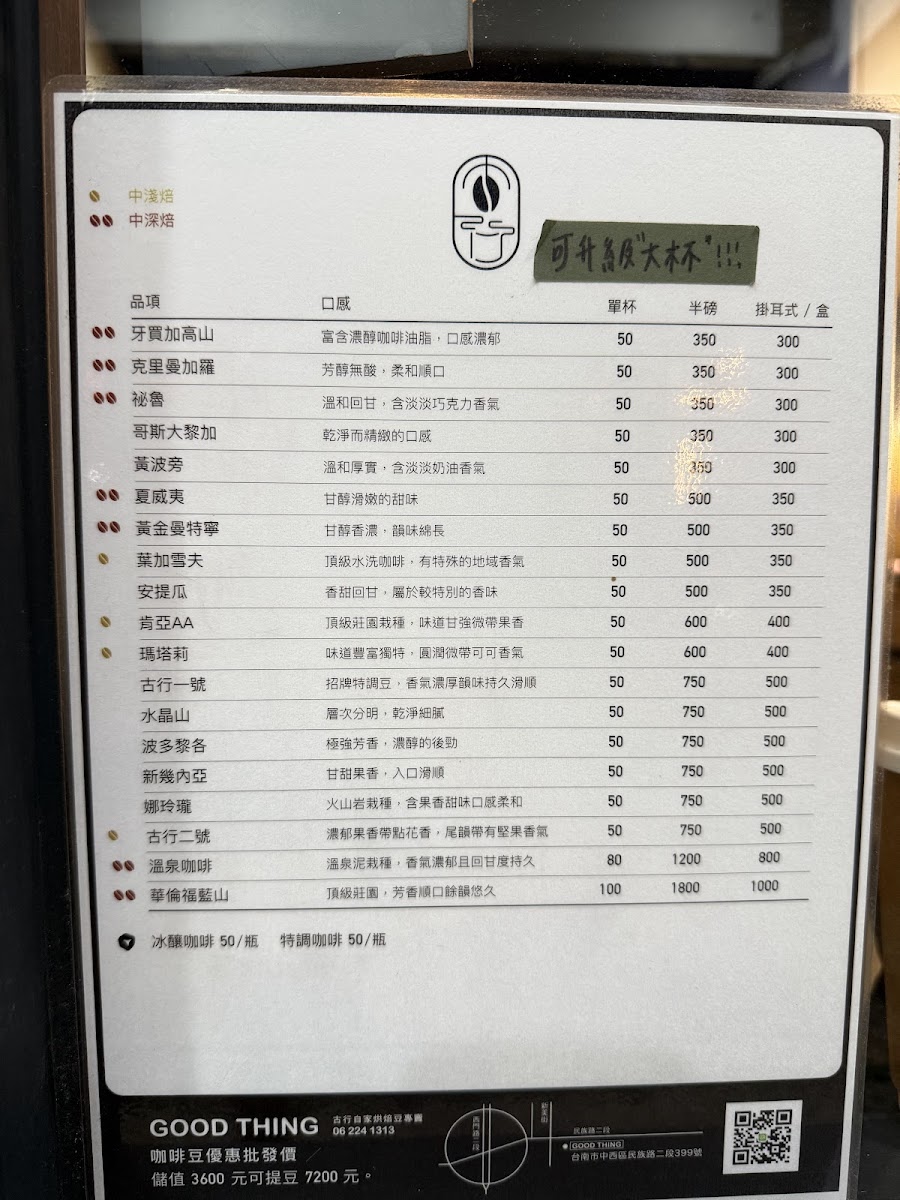 中淺焙
中深焙
可升級"大杯"!!!
品項 口感 單杯 半磅 掛耳式 / 盒
牙買加高山 富含濃醇咖啡油脂，口感濃郁 50 350 300
克里曼加羅 芳醇無酸，柔和順口 50 350 300
祕魯 溫和回甘，含淡淡巧克力香氣 50 350 300
哥斯大黎加 乾淨而精緻的口感 50 350 300
黃波旁 溫和厚實，含淡淡奶油香氣 50 350 300
夏威夷 甘醇滑嫩的甜味 50 500 350
黃金曼特寧 甘醇香濃，韻味綿長 50 500 350
葉加雪夫 頂級水洗咖啡，有特殊的地域香氣 50 500 350
安提瓜 香甜回甘，屬於較特別的香味 50 500 350
肯亞AA 頂級莊園栽種，味道甘強微帶果香 50 600 400
瑪塔莉 味道豐富獨特，圓潤微帶可可香氣 50 600 400
古行一號 招牌特調豆，香氣濃厚韻味持久滑順 50 750 500
水晶山 層次分明，乾淨細膩 50 750 500
波多黎各 極強芳香，濃醇的後勁 50 750 500
新幾內亞 甘甜果香，入口滑順 50 750 500
娜玲瓏 火山岩栽種，含果香甜味口感柔和 50 750 500
古行二號 濃郁果香帶點花香，尾韻帶有堅果香氣 50 750 500
溫泉咖啡 溫泉泥栽種，香氣濃郁且回甘度持久 80 1200 800
華倫福藍山 頂級莊園，芳香順口餘韻悠久 100 1800 1000
冰釀咖啡 50/瓶 特調咖啡 50/瓶
GOOD THING 古行自家烘焙豆專賣
06 224 1313
咖啡豆優惠批發價
儲值 3600 元可提豆 7200 元。
西門路二段
新美街
民族路二段
GOOD THING
台南市中西區民族路二段399號